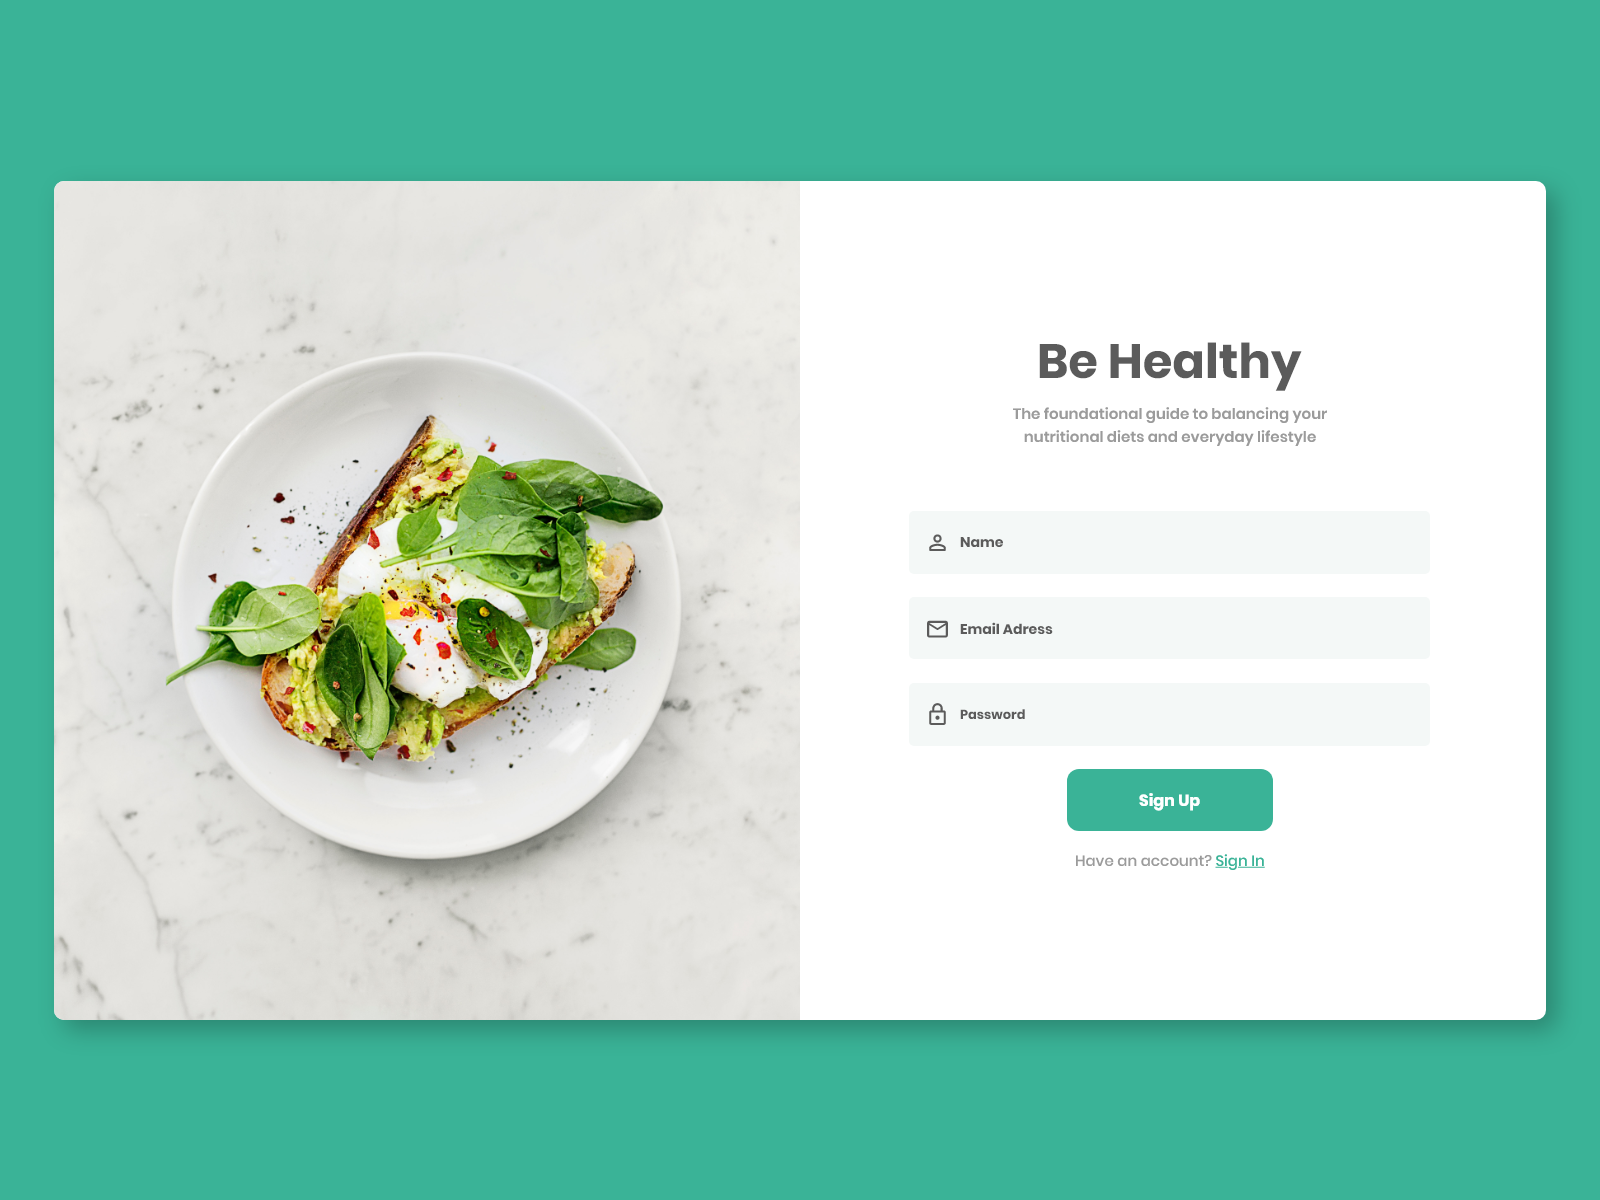 Be Healthy
The foundational guide to balancing your
nutritional diets and everyday lifestyle
Name
Email Adress
Password
Sign Up
Have an account? Sign In